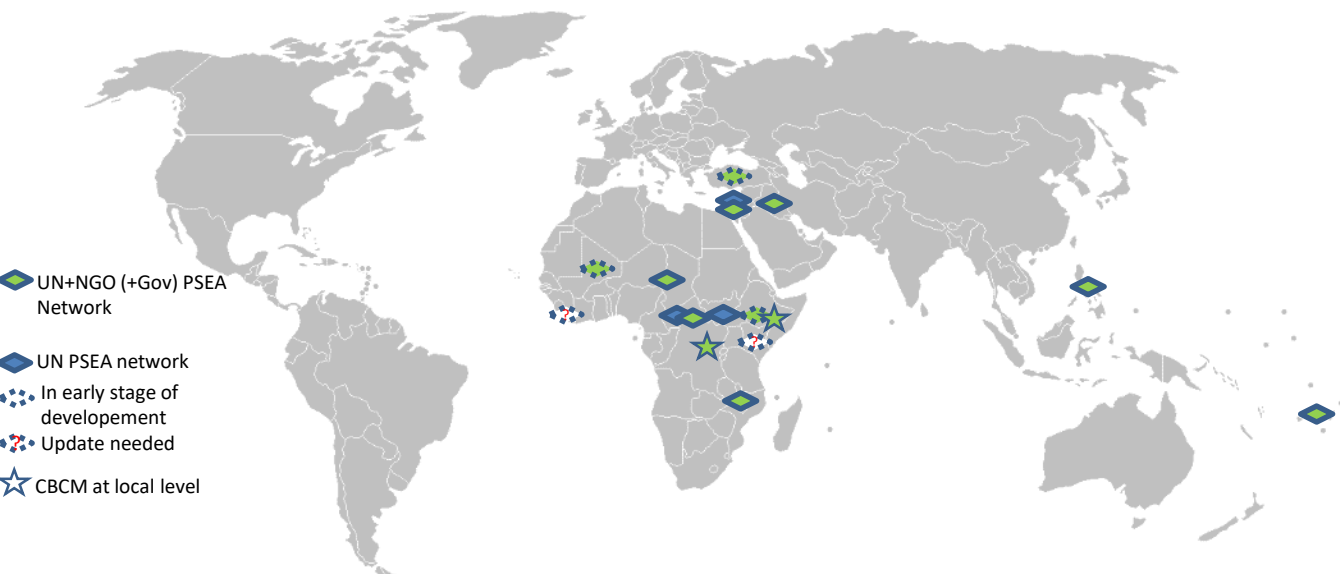 UN+NGO (+Gov) PSEA
Network
UN PSEA network
In early stage of
developement
? Update needed
CBCM at local level
?
?